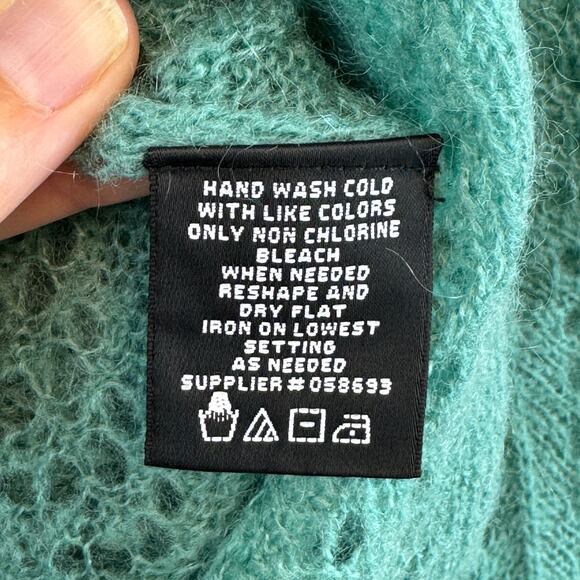 HAND WASH COLD
WITH LIKE COLORS
ONLY NON CHLORINE
BLEACH
WHEN NEEDED
RESHAPE AND
DRY FLAT
IRON ON LOWEST
SETTING
AS NEEDED
SUPPLIER # 058693